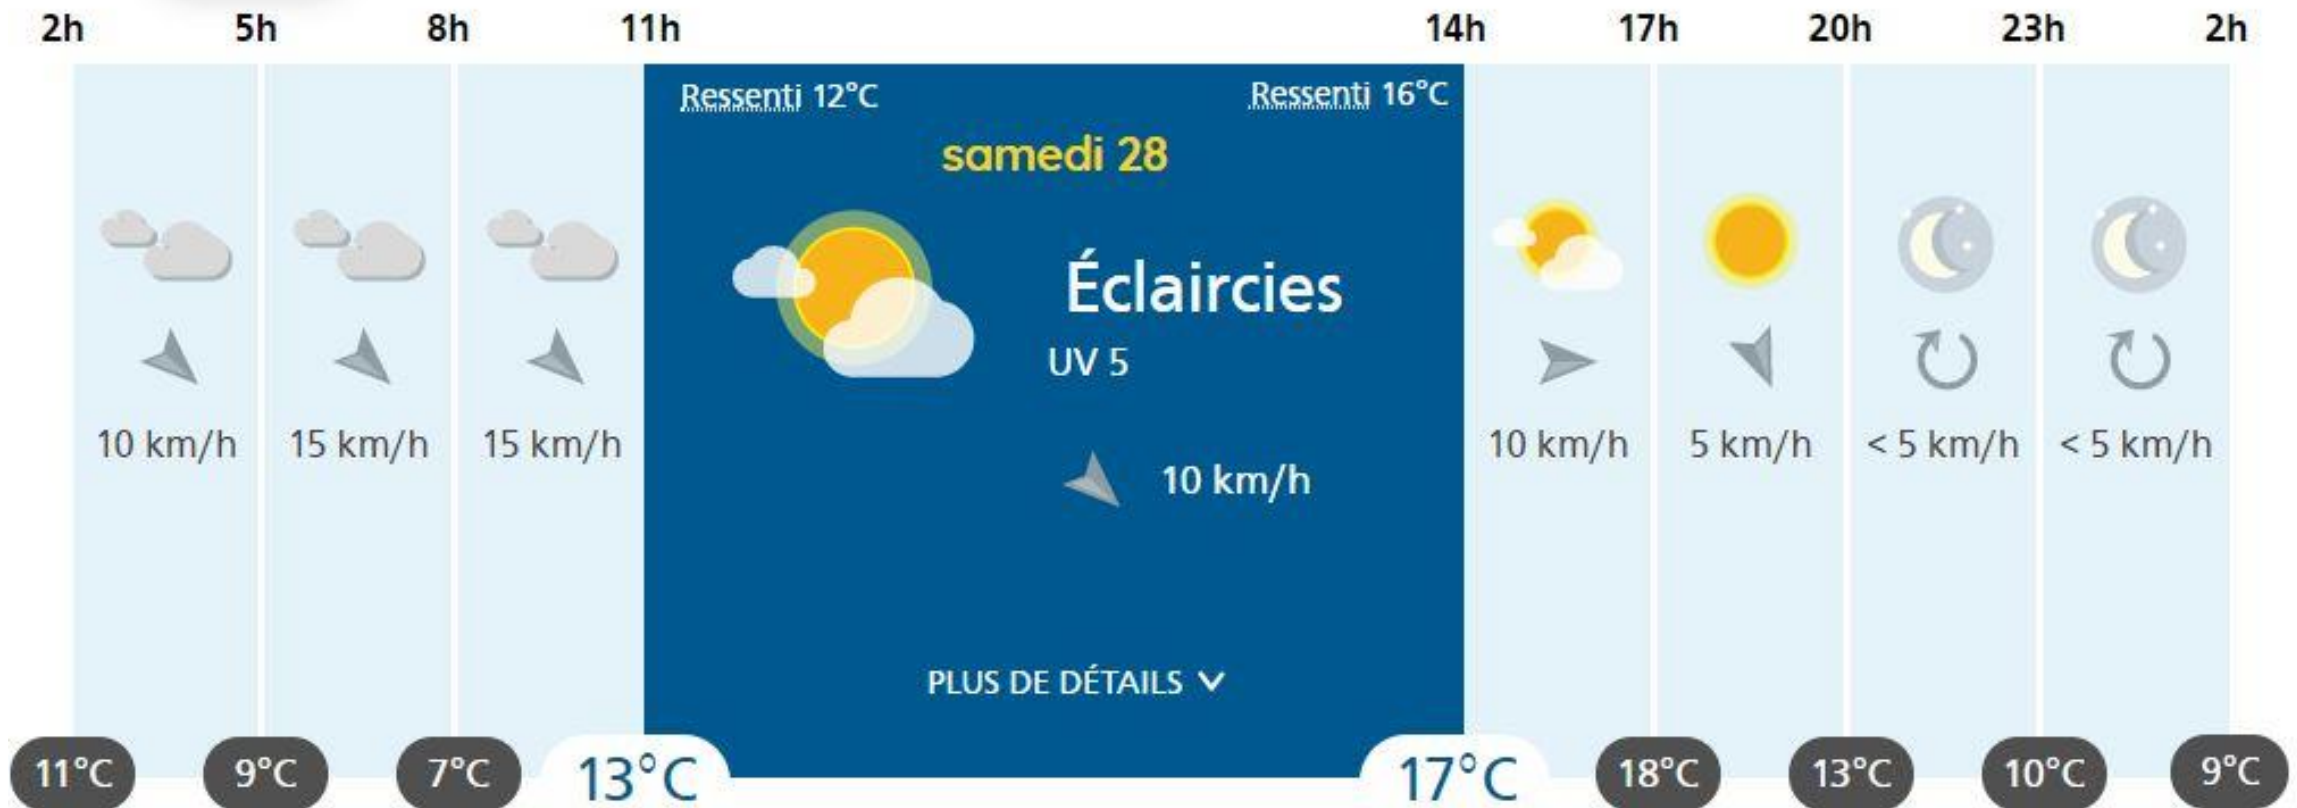 2h 5h 8h 11h 14h 17h 20h 23h 2h
Ressenti 12°C Ressenti 16°C
samedi 28
Éclaircies
UV 5
10 km/h 15 km/h 15 km/h 10 km/h 5 km/h < 5 km/h < 5 km/h
10 km/h
PLUS DE DÉTAILS
11°C 9°C 7°C 13°C 17°C 18°C 13°C 10°C 9°C